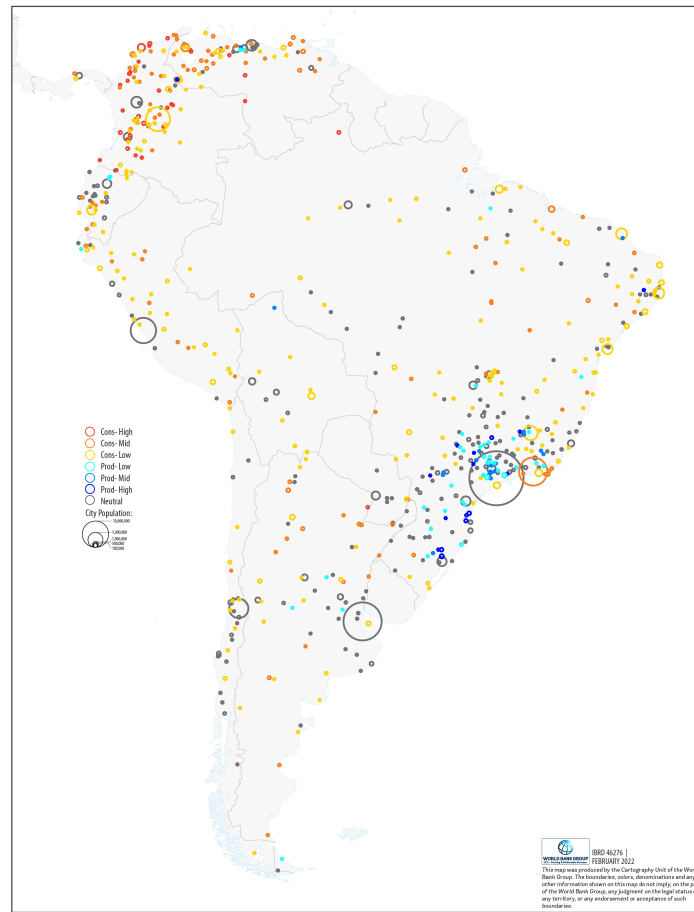 Cons- High
Cons- Mid
Cons- Low
Prod- Low
Prod- Mid
Prod- High
Neutral
City Population:
10,000,000
5,000,000
1,000,000
500,000
100,000
WORLD BANK GROUP
IBRD 46276 |
FEBRUARY 2022
This map was produced by the Cartography Unit of the Wor
Bank Group. The boundaries, colors, denominations and any
other information shown on this map do not imply, on the p
of the World Bank Group, any judgment on the legal status o
any territory, or any endorsement or acceptance of such
boundaries.